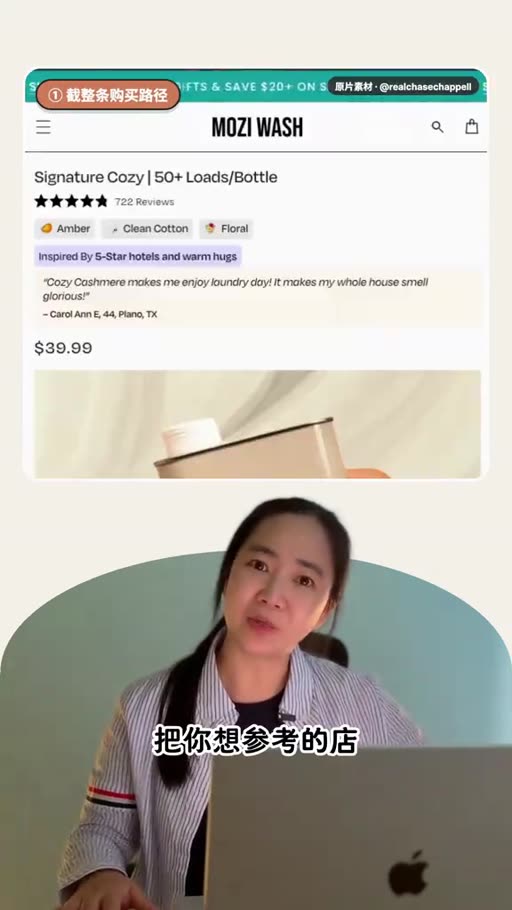 ① 截整条购买路径
FTS & SAVE $20+ ON S
原片素材 · @realchasechappell
MOZI WASH
Signature Cozy | 50+ Loads/Bottle
722 Reviews
Amber
Clean Cotton
Floral
Inspired By 5-Star hotels and warm hugs
“Cozy Cashmere makes me enjoy laundry day! It makes my whole house smell
glorious!”
– Carol Ann E, 44, Plano, TX
$39.99
把你想参考的店